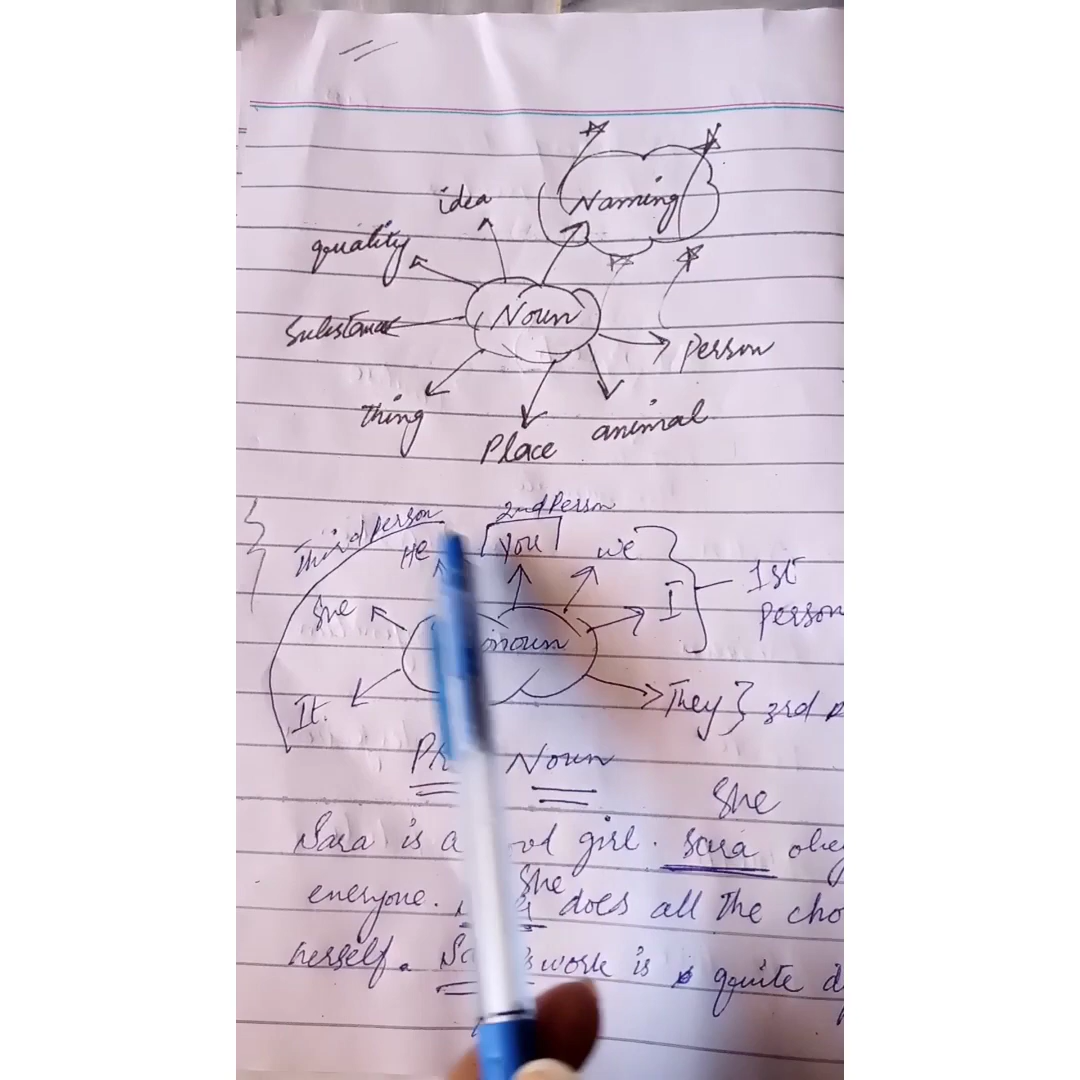 idea Naming
quality
Noun
Substance
Person
thing
animal
Place
2nd Person
Third person
He you we
1st
She I person
noun
It. They } 3rd
Noun
She
Sara is a girl. Sara
everyone. does all the
She
herself. work is quite